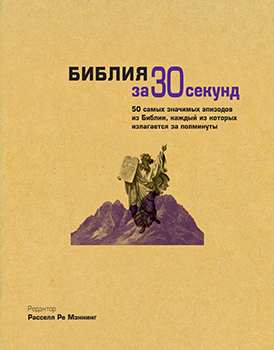 БИБЛИЯ
за 30 секунд
50 самых значимых эпизодов
из Библии, каждый из которых
излагается за полминуты
Редактор
Расселл Ре Мэннинг